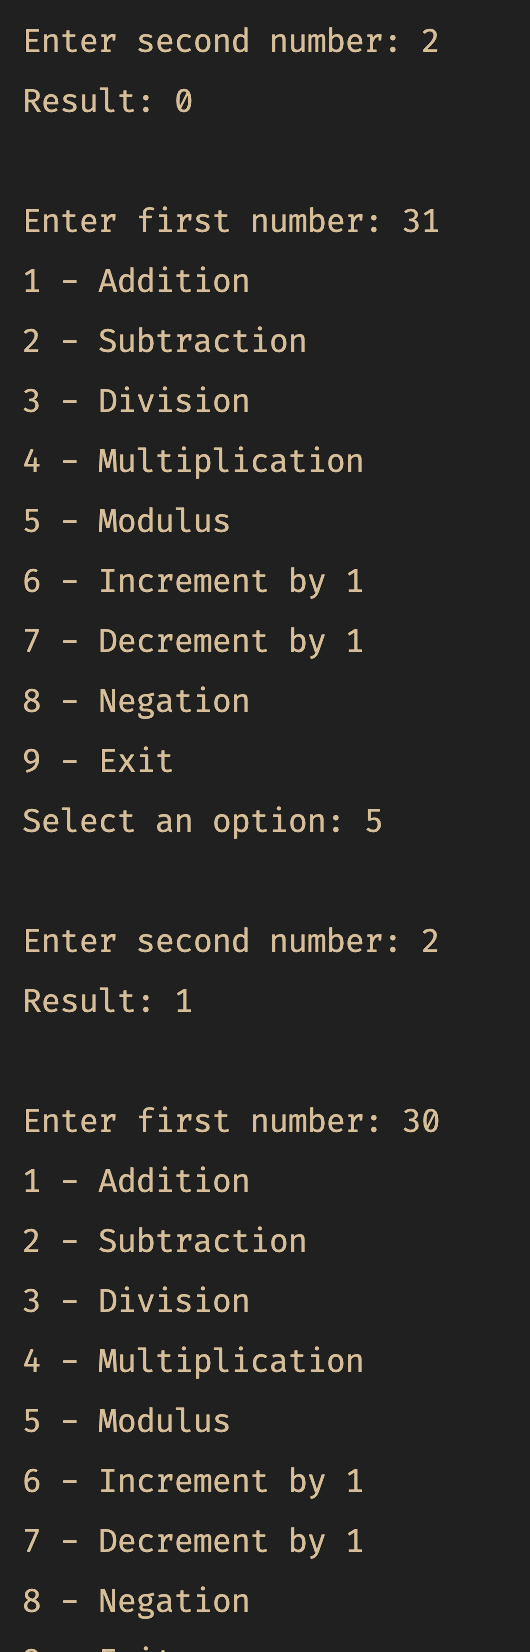 Enter second number: 2
Result: 0
Enter first number: 31
1 - Addition
2 - Subtraction
3 - Division
4 - Multiplication
5 - Modulus
6 - Increment by 1
7 - Decrement by 1
8 - Negation
9 - Exit
Select an option: 5
Enter second number: 2
Result: 1
Enter first number: 30
1 - Addition
2 - Subtraction
3 - Division
4 - Multiplication
5 - Modulus
6 - Increment by 1
7 - Decrement by 1
8 - Negation